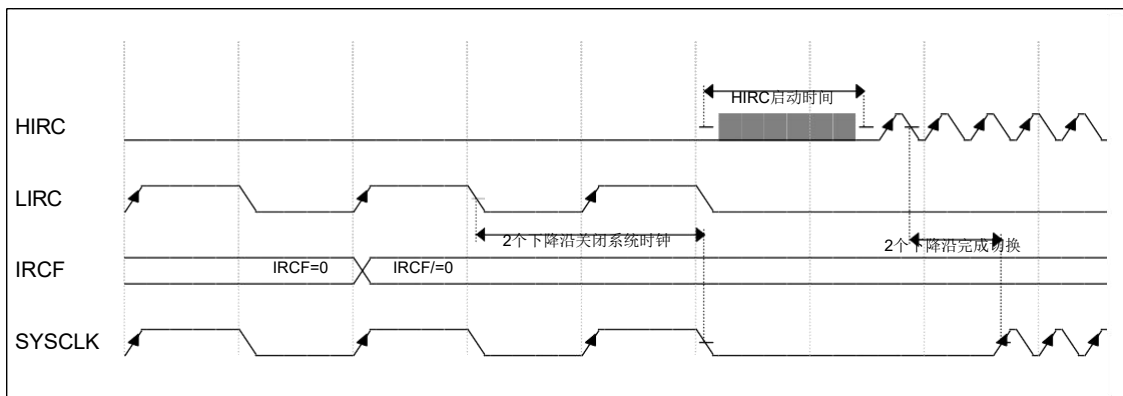 HIRC启动时间
HIRC
LIRC
2个下降沿关闭系统时钟
2个下降沿完成切换
IRCF
IRCF=0
IRCF/=0
SYSCLK